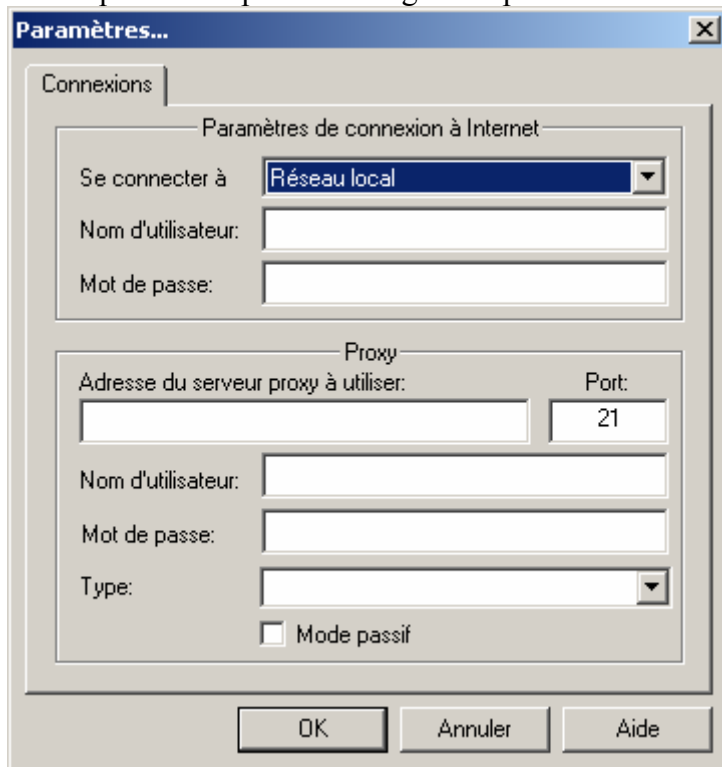 Paramètres...
Connexions
Paramètres de connexion à Internet
Se connecter à Réseau local
Nom d'utilisateur:
Mot de passe:
Proxy
Adresse du serveur proxy à utiliser: Port:
21
Nom d'utilisateur:
Mot de passe:
Type:
Mode passif
OK Annuler Aide